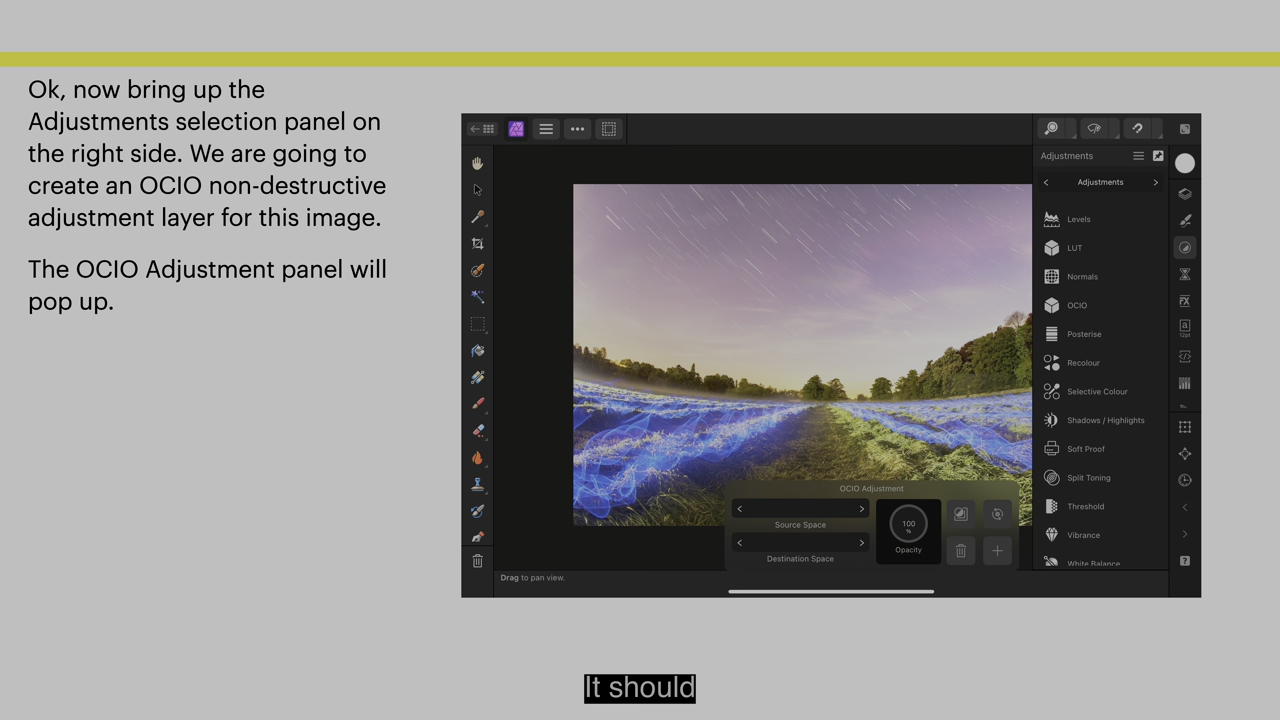 Ok, now bring up the
Adjustments selection panel on
the right side. We are going to
create an OCIO non-destructive
adjustment layer for this image.
The OCIO Adjustment panel will
pop up.
Adjustments
Adjustments
Levels
LUT
Normals
OCIO
Posterise
Recolour
Selective Colour
Shadows / Highlights
Soft Proof
Split Toning
Threshold
Vibrance
White Balance
FX
a
12pt
OCIO Adjustment
Source Space
Destination Space
100
%
Opacity
Drag to pan view.
?
It should